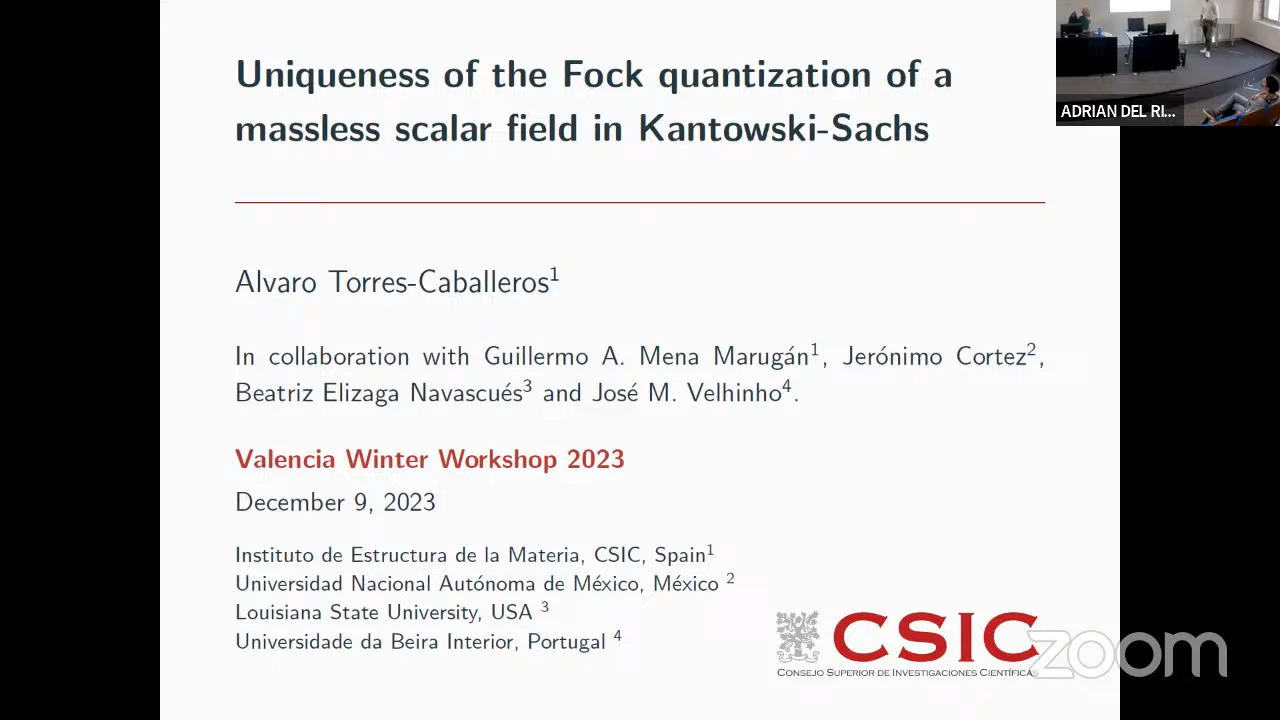 Uniqueness of the Fock quantization of a
massless scalar field in Kantowski-Sachs
ADRIAN DEL RI...
Alvaro Torres-Caballeros¹
In collaboration with Guillermo A. Mena Marugán¹, Jerónimo Cortez²,
Beatriz Elizaga Navascués³ and José M. Velhinho⁴.
Valencia Winter Workshop 2023
December 9, 2023
Instituto de Estructura de la Materia, CSIC, Spain¹
Universidad Nacional Autónoma de México, México ²
Louisiana State University, USA ³
Universidade da Beira Interior, Portugal ⁴
CSIC
CONSEJO SUPERIOR DE INVESTIGACIONES CIENTÍFICAS
zoom